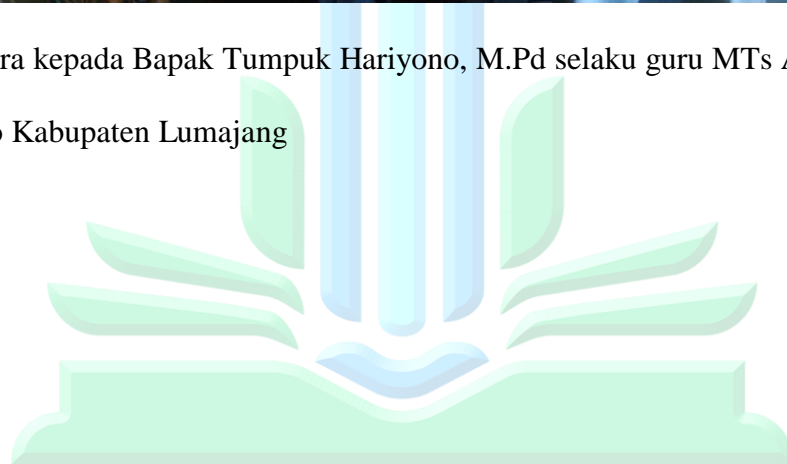 ra kepada Bapak Tumpuk Hariyono, M.Pd selaku guru MTs
Kabupaten Lumajang